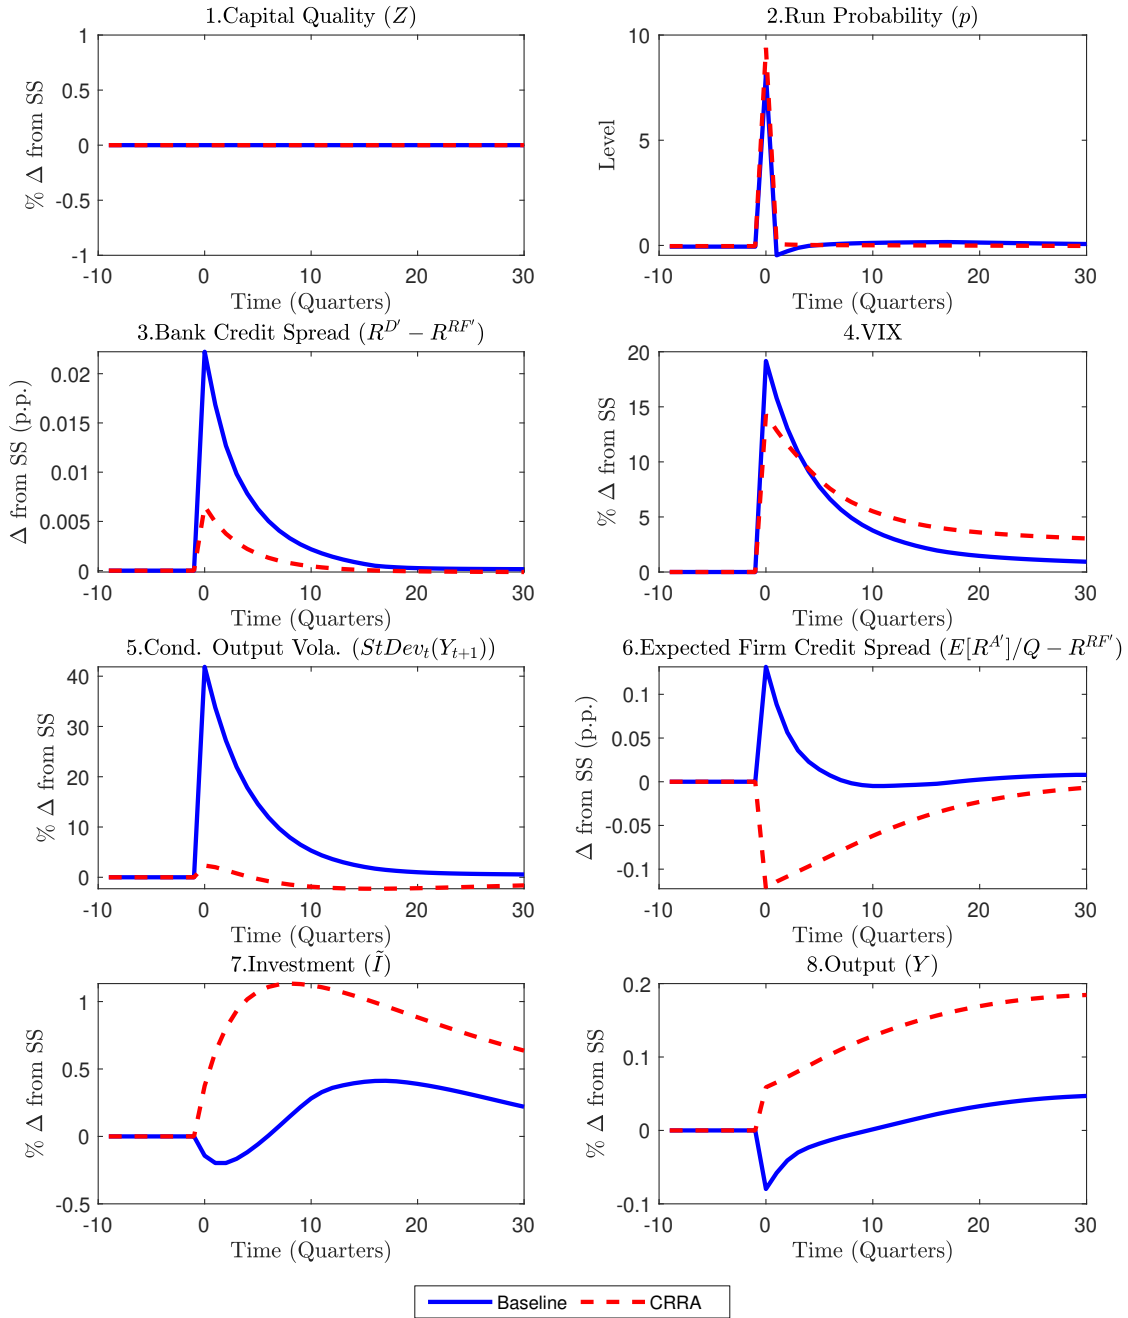 1.Capital Quality (Z)
% Δ from SS
1
0.5
0
-0.5
-1
-10 0 10 20 30
Time (Quarters)
2.Run Probability (p)
Level
10
5
0
-10 0 10 20 30
Time (Quarters)
3.Bank Credit Spread (R^{D'} − R^{RF'})
Δ from SS (p.p.)
0.02
0.015
0.01
0.005
0
-10 0 10 20 30
Time (Quarters)
4.VIX
% Δ from SS
20
15
10
5
0
-10 0 10 20 30
Time (Quarters)
5.Cond. Output Vola. (StDev_t(Y_{t+1}))
% Δ from SS
40
30
20
10
0
-10 0 10 20 30
Time (Quarters)
6.Expected Firm Credit Spread (E[R^{A'}]/Q − R^{RF'})
Δ from SS (p.p.)
0.1
0.05
0
-0.05
-0.1
-10 0 10 20 30
Time (Quarters)
7.Investment (Ĩ)
% Δ from SS
1
0.5
0
-0.5
-10 0 10 20 30
Time (Quarters)
8.Output (Y)
% Δ from SS
0.2
0.1
0
-0.1
-10 0 10 20 30
Time (Quarters)
Baseline CRRA